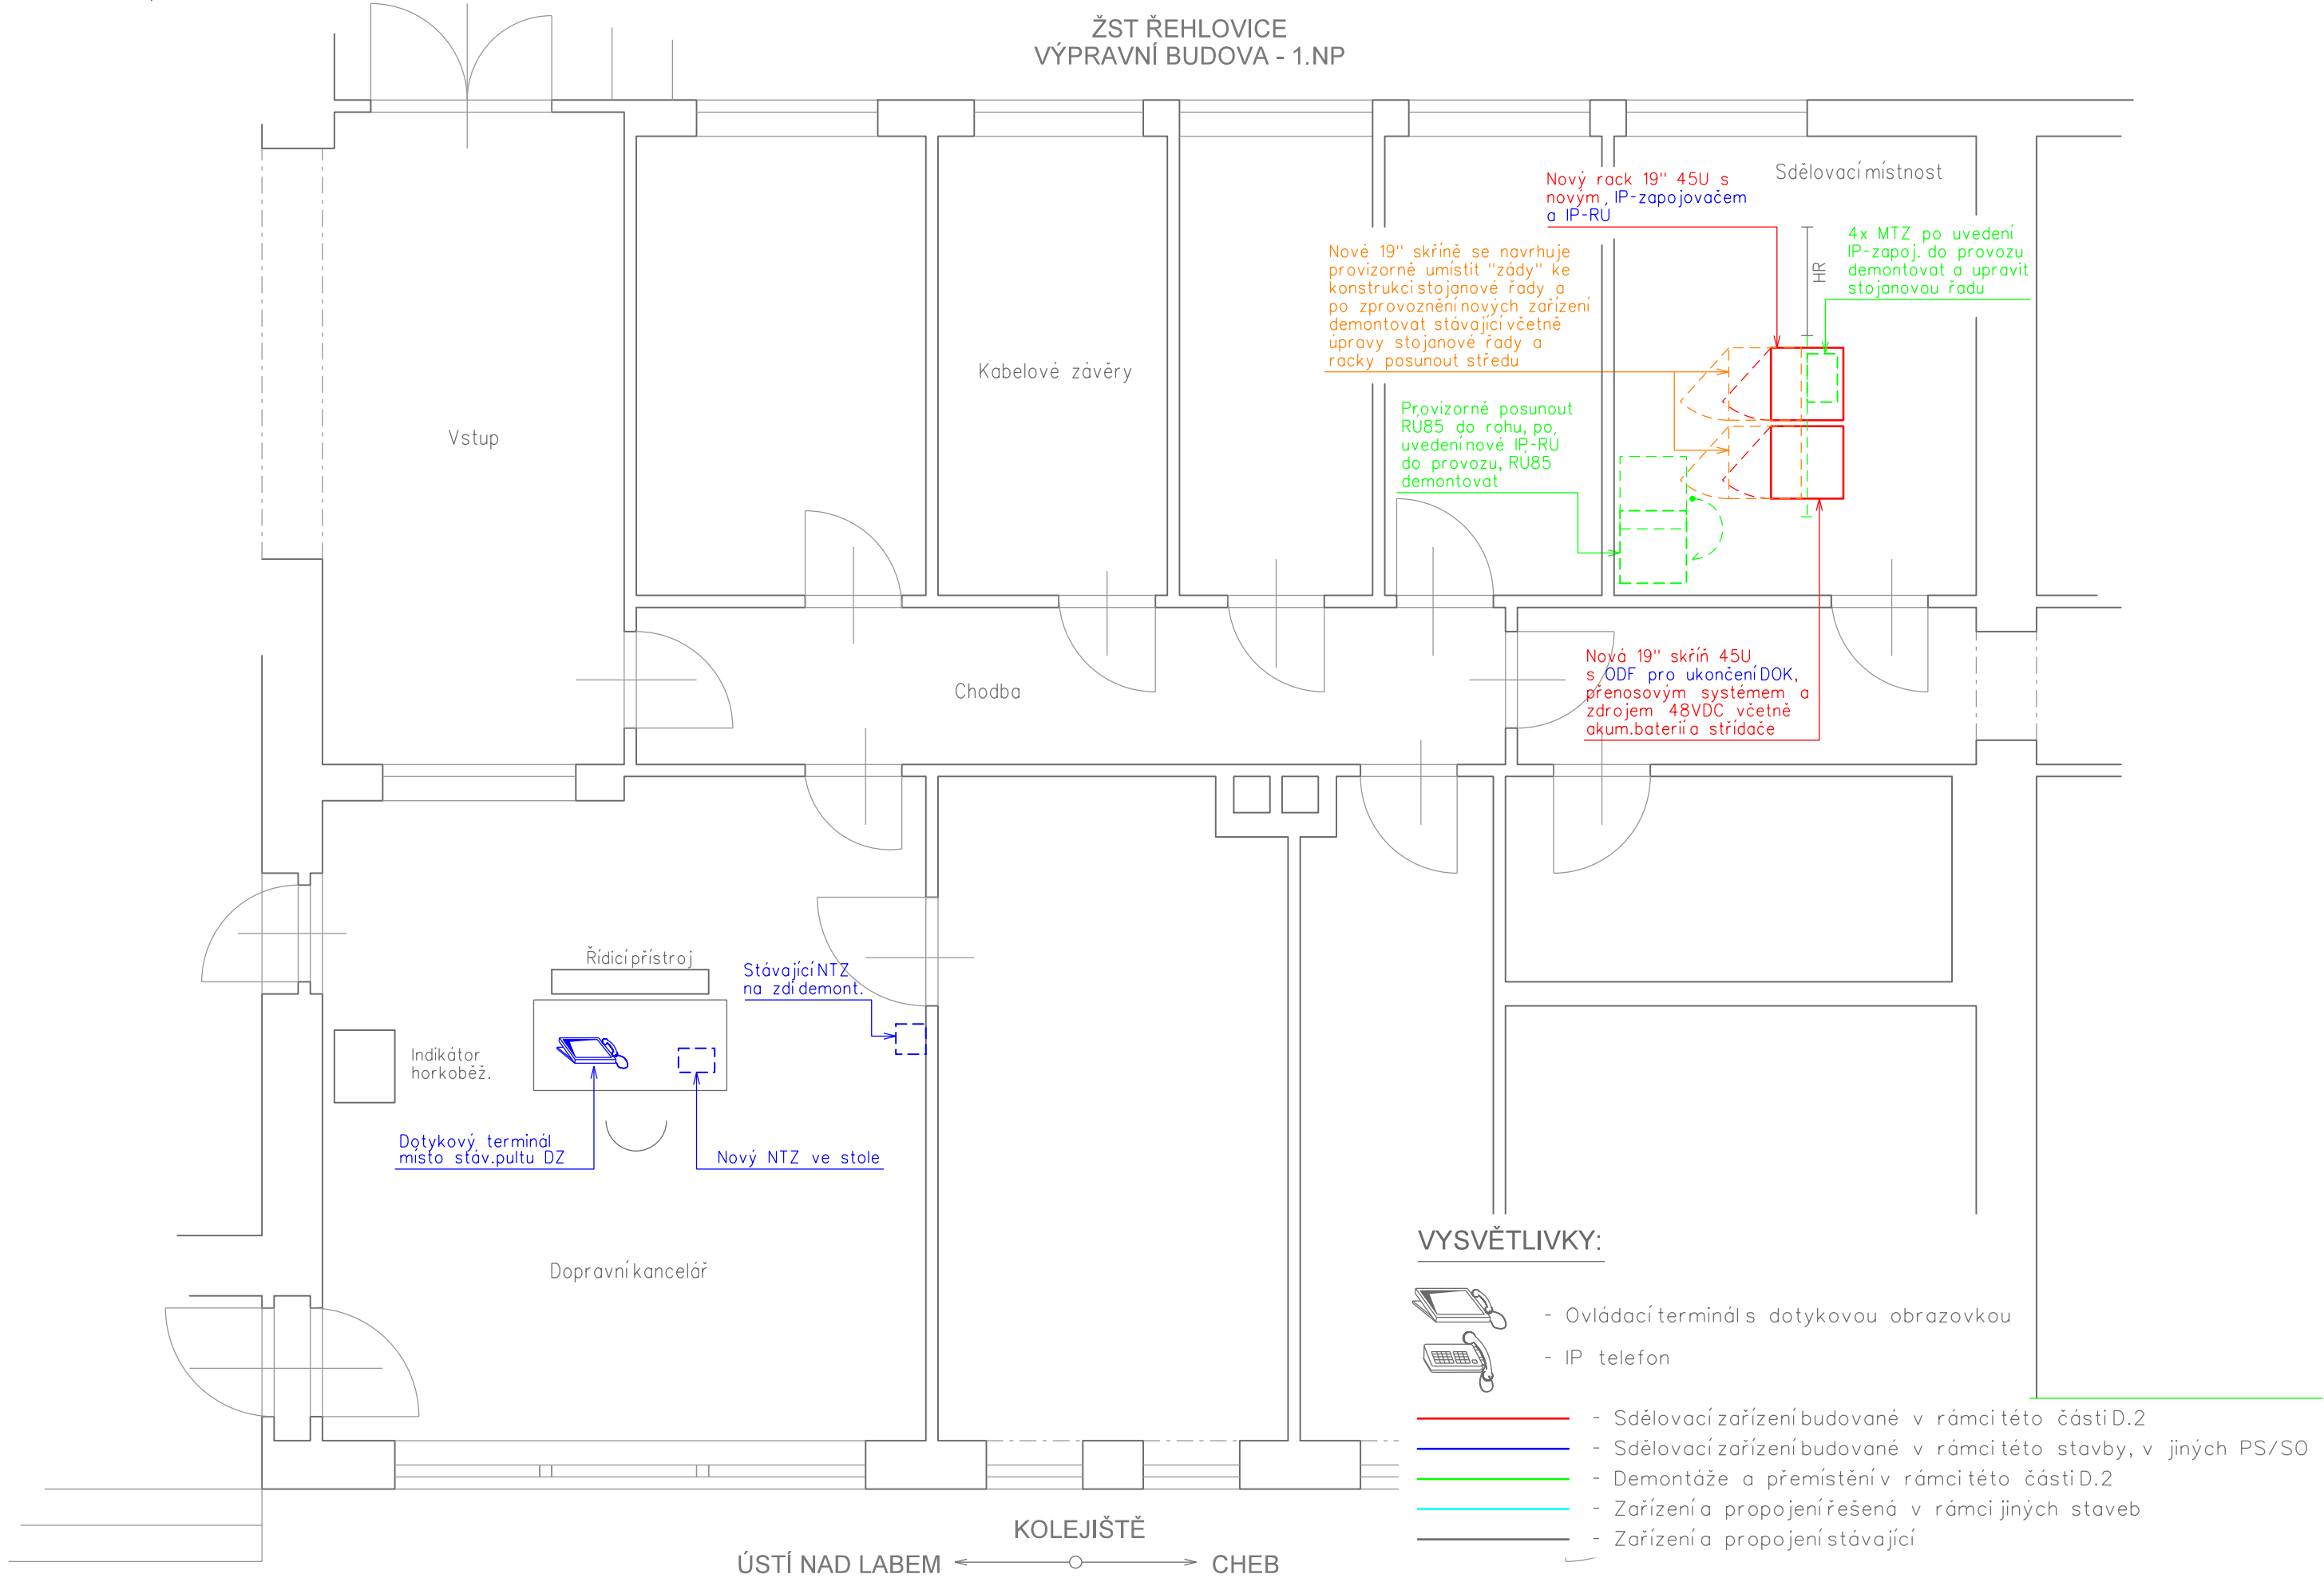 ŽST ŘEHLOVICE
VÝPRAVNÍ BUDOVA - 1.NP
Sdělovací místnost
Nový rack 19" 45U s
novým IP-zapojovačem
a IP-RÚ
4x MTZ po uvedení
IP-zapoj. do provozu
demontovat a upravit
stojanovou řadu
HR
Nové 19" skříně se navrhuje
provizorně umístit "zády" ke
konstrukci stojanové řady a
po zprovoznění nových zařízení
demontovat stávající včetně
úpravy stojanové řady a
racky posunout středu
Kabelové závěry
Provizorně posunout
RÚ85 do rohu, po
uvedení nové IP-RÚ
do provozu, RÚ85
demontovat
Vstup
Chodba
Nová 19" skříň 45U
s ODF pro ukončení DOK,
přenosovým systémem a
zdrojem 48VDC včetně
akum.baterií a střídače
Řídicí přístroj
Stávající NTZ
na zdi demont.
Indikátor
horkoběž.
Dotykový terminál
místo stáv.pultu DZ
Nový NTZ ve stole
Dopravní kancelář
VYSVĚTLIVKY:
- Ovládací terminál s dotykovou obrazovkou
- IP telefon
- Sdělovací zařízení budované v rámci této části D.2
- Sdělovací zařízení budované v rámci této stavby, v jiných PS/SO
- Demontáže a přemístění v rámci této části D.2
- Zařízení a propojení řešená v rámci jiných staveb
- Zařízení a propojení stávající
KOLEJIŠTĚ
ÚSTÍ NAD LABEM CHEB